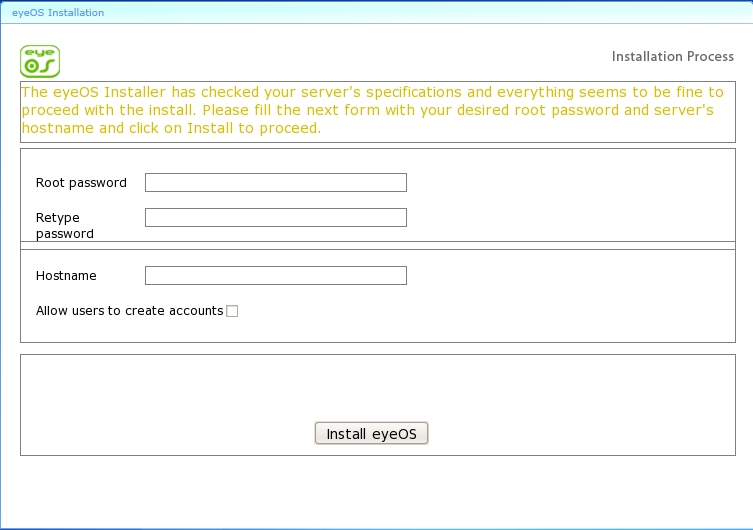 eyeOS Installation
eye
OS
Installation Process
The eyeOS Installer has checked your server's specifications and everything seems to be fine to
proceed with the install. Please fill the next form with your desired root password and server's
hostname and click on Install to proceed.
Root password
Retype
password
Hostname
Allow users to create accounts
Install eyeOS